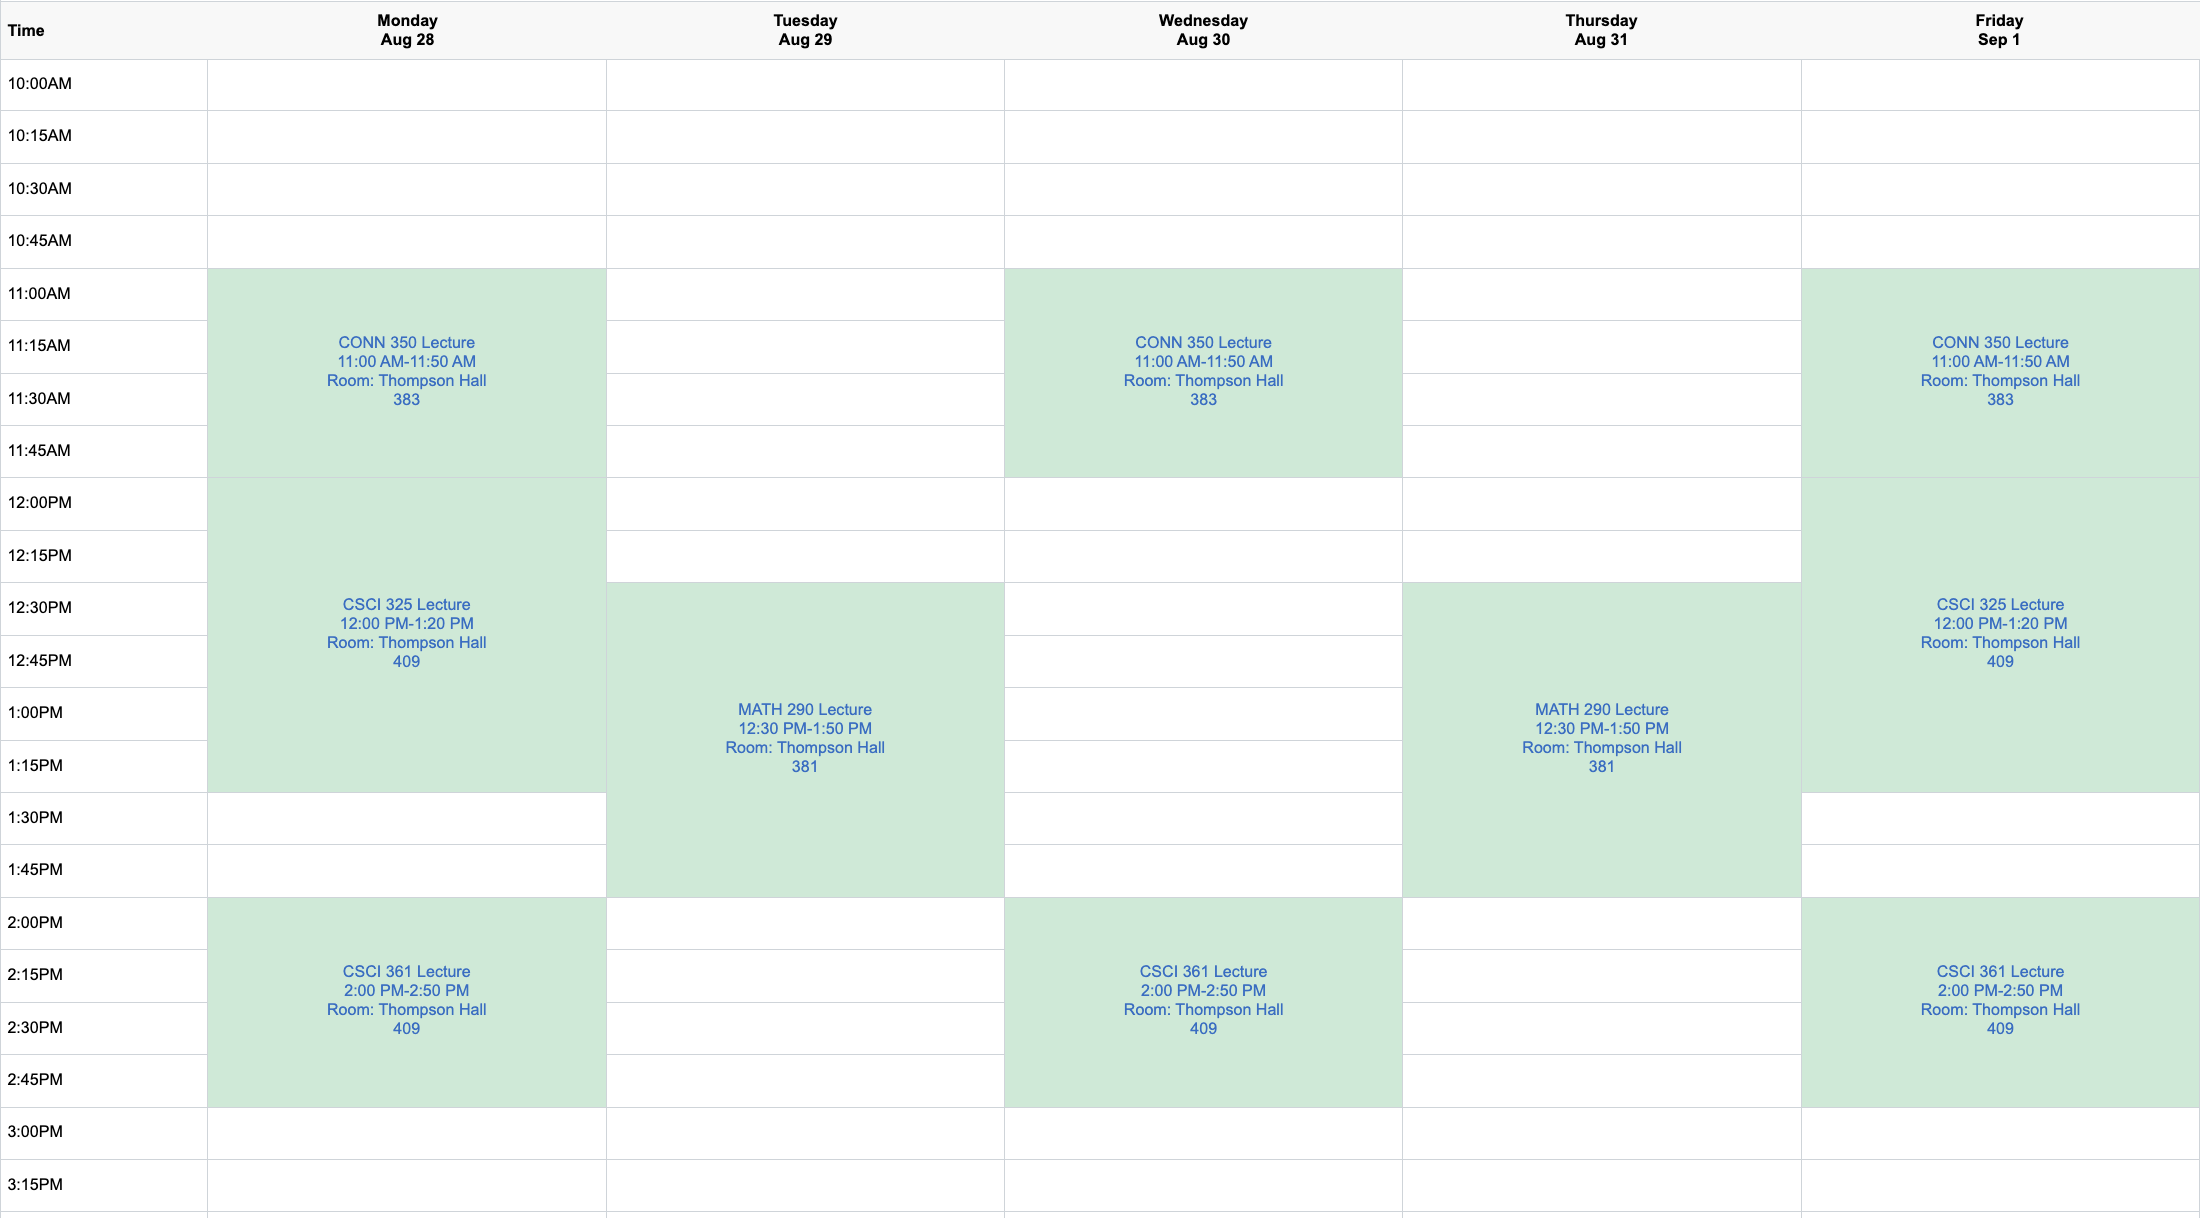 Time
Monday
Aug 28
Tuesday
Aug 29
Wednesday
Aug 30
Thursday
Aug 31
Friday
Sep 1
10:00AM
10:15AM
10:30AM
10:45AM
11:00AM
11:15AM
11:30AM
11:45AM
12:00PM
12:15PM
12:30PM
12:45PM
1:00PM
1:15PM
1:30PM
1:45PM
2:00PM
2:15PM
2:30PM
2:45PM
3:00PM
3:15PM
CONN 350 Lecture
11:00 AM-11:50 AM
Room: Thompson Hall
383
CSCI 325 Lecture
12:00 PM-1:20 PM
Room: Thompson Hall
409
CSCI 361 Lecture
2:00 PM-2:50 PM
Room: Thompson Hall
409
MATH 290 Lecture
12:30 PM-1:50 PM
Room: Thompson Hall
381
CONN 350 Lecture
11:00 AM-11:50 AM
Room: Thompson Hall
383
CSCI 361 Lecture
2:00 PM-2:50 PM
Room: Thompson Hall
409
MATH 290 Lecture
12:30 PM-1:50 PM
Room: Thompson Hall
381
CONN 350 Lecture
11:00 AM-11:50 AM
Room: Thompson Hall
383
CSCI 325 Lecture
12:00 PM-1:20 PM
Room: Thompson Hall
409
CSCI 361 Lecture
2:00 PM-2:50 PM
Room: Thompson Hall
409